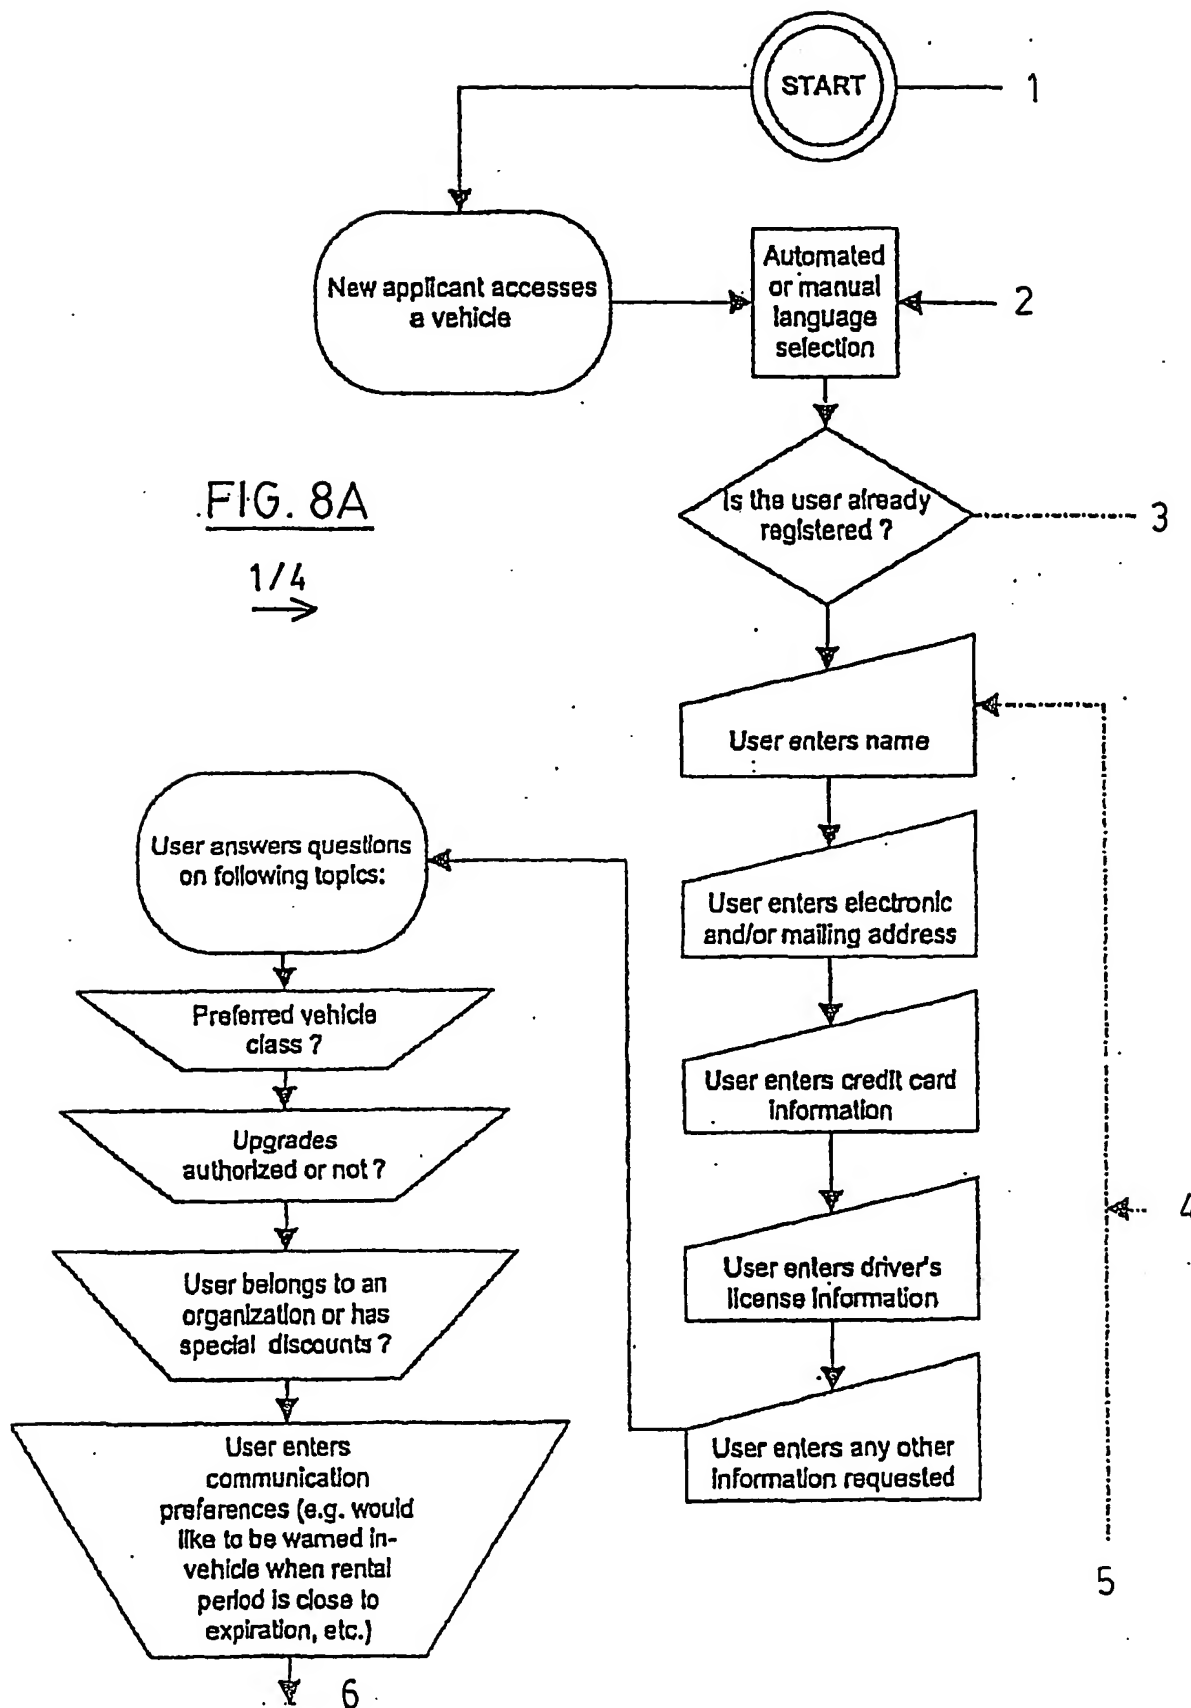 START
1
New applicant accesses
a vehicle
Automated
or manual
language
selection
2
FIG. 8A
1/4
Is the user already
registered ?
3
User enters name
User answers questions
on following topics:
User enters electronic
and/or mailing address
Preferred vehicle
class ?
User enters credit card
information
Upgrades
authorized or not ?
4
User enters driver's
license information
User belongs to an
organization or has
special discounts ?
User enters any other
information requested
User enters
communication
preferences (e.g. would
like to be warned in-
vehicle when rental
period is close to
expiration, etc.)
5
6